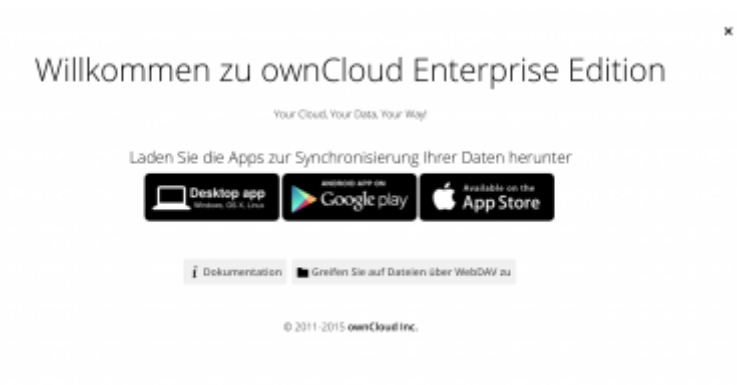 ×
Willkommen zu ownCloud Enterprise Edition
Your Cloud, Your Data, Your Way!
Laden Sie die Apps zur Synchronisierung Ihrer Daten herunter
Desktop app
Windows, OS X, Linux
ANDROID APP ON
Google play
Available on the
App Store
i Dokumentation
Greifen Sie auf Dateien über WebDAV zu
© 2011-2015 ownCloud Inc.